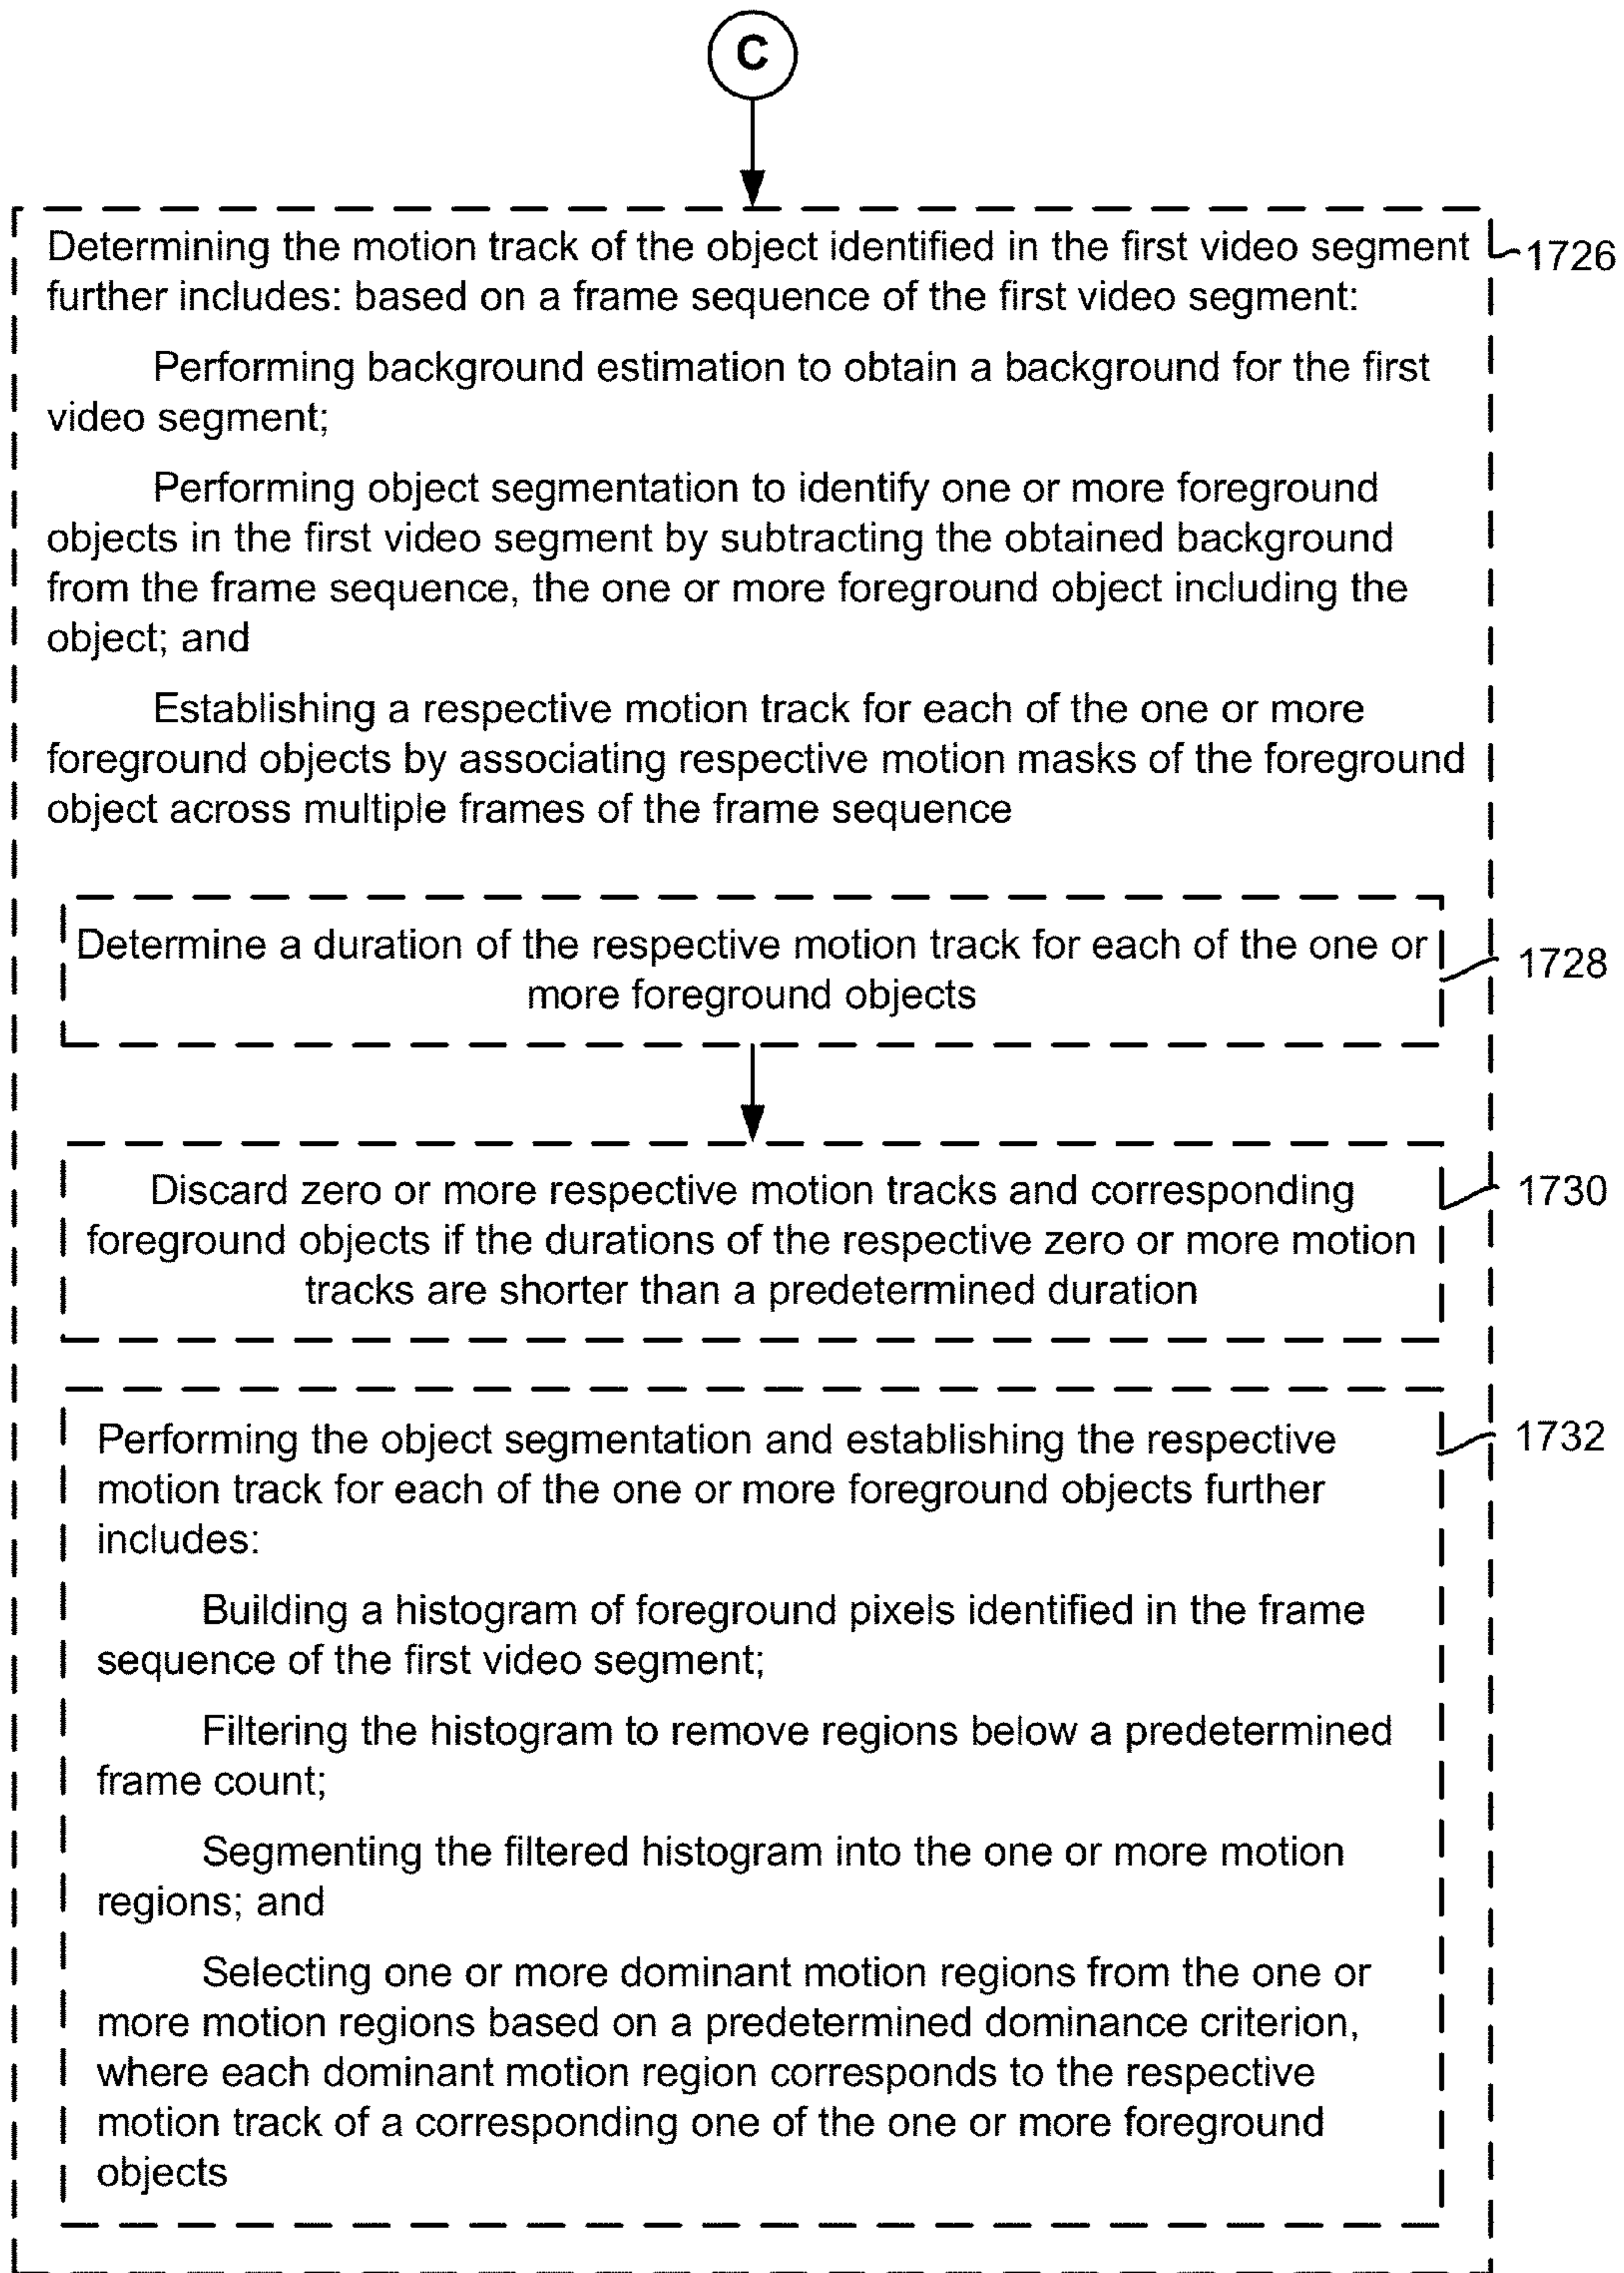 C
Determining the motion track of the object identified in the first video segment
further includes: based on a frame sequence of the first video segment:
1726
Performing background estimation to obtain a background for the first
video segment;
Performing object segmentation to identify one or more foreground
objects in the first video segment by subtracting the obtained background
from the frame sequence, the one or more foreground object including the
object; and
Establishing a respective motion track for each of the one or more
foreground objects by associating respective motion masks of the foreground
object across multiple frames of the frame sequence
Determine a duration of the respective motion track for each of the one or
more foreground objects
1728
Discard zero or more respective motion tracks and corresponding
foreground objects if the durations of the respective zero or more motion
tracks are shorter than a predetermined duration
1730
Performing the object segmentation and establishing the respective
motion track for each of the one or more foreground objects further
includes:
1732
Building a histogram of foreground pixels identified in the frame
sequence of the first video segment;
Filtering the histogram to remove regions below a predetermined
frame count;
Segmenting the filtered histogram into the one or more motion
regions; and
Selecting one or more dominant motion regions from the one or
more motion regions based on a predetermined dominance criterion,
where each dominant motion region corresponds to the respective
motion track of a corresponding one of the one or more foreground
objects